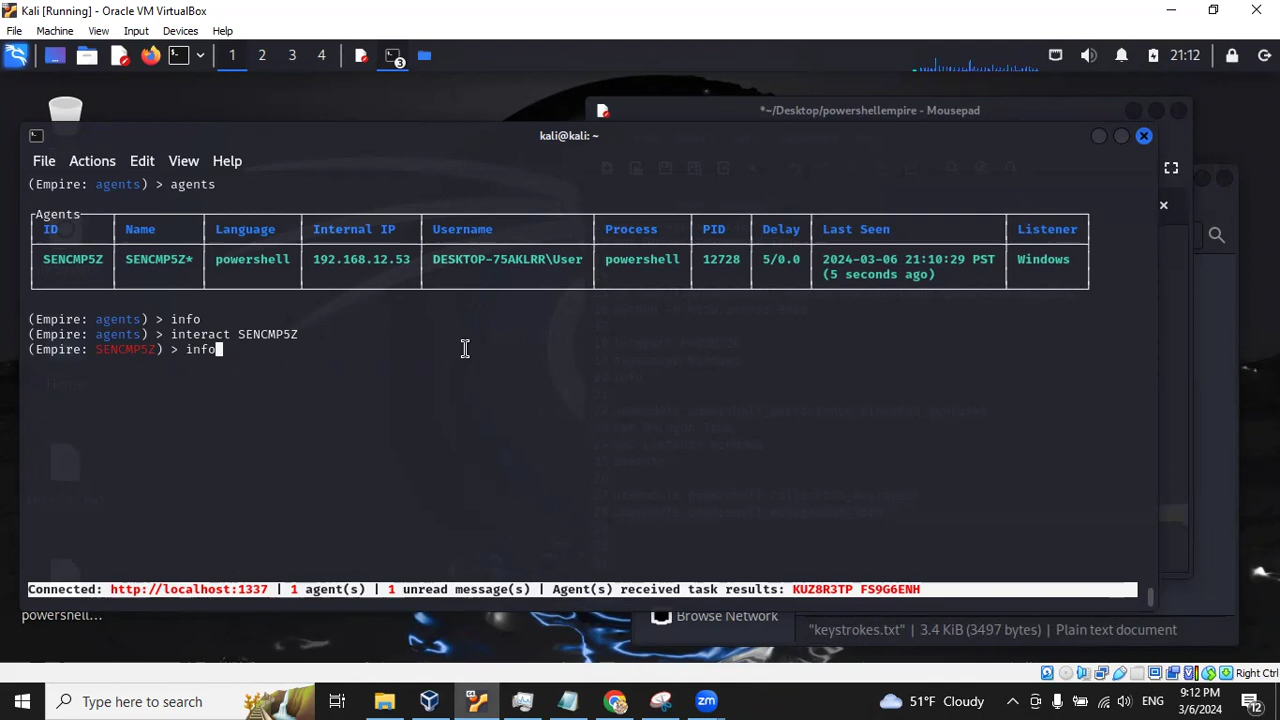 Kali [Running] - Oracle VM VirtualBox
File Machine View Input Devices Help
1 2 3 4
3
21:12
*~/Desktop/powershellempire - Mousepad
kali@kali: ~
File Actions Edit View Help
(Empire: agents) > agents
Agents
ID Name Language Internal IP Username Process PID Delay Last Seen Listener
SENCMP5Z SENCMP5Z* powershell 192.168.12.53 DESKTOP-75AKLRR\User powershell 12728 5/0.0 2024-03-06 21:10:29 PST Windows
(5 seconds ago)
(Empire: agents) > info
(Empire: agents) > interact SENCMP5Z
(Empire: SENCMP5Z) > info
Connected: http://localhost:1337 | 1 agent(s) | 1 unread message(s) | Agent(s) received task results: KUZ8R3TP FS9G6ENH
powershell...
Browse Network
"keystrokes.txt" | 3.4 KiB (3497 bytes) | Plain text document
Right Ctrl
Type here to search
zm
51°F Cloudy
ENG
9:12 PM
3/6/2024
12